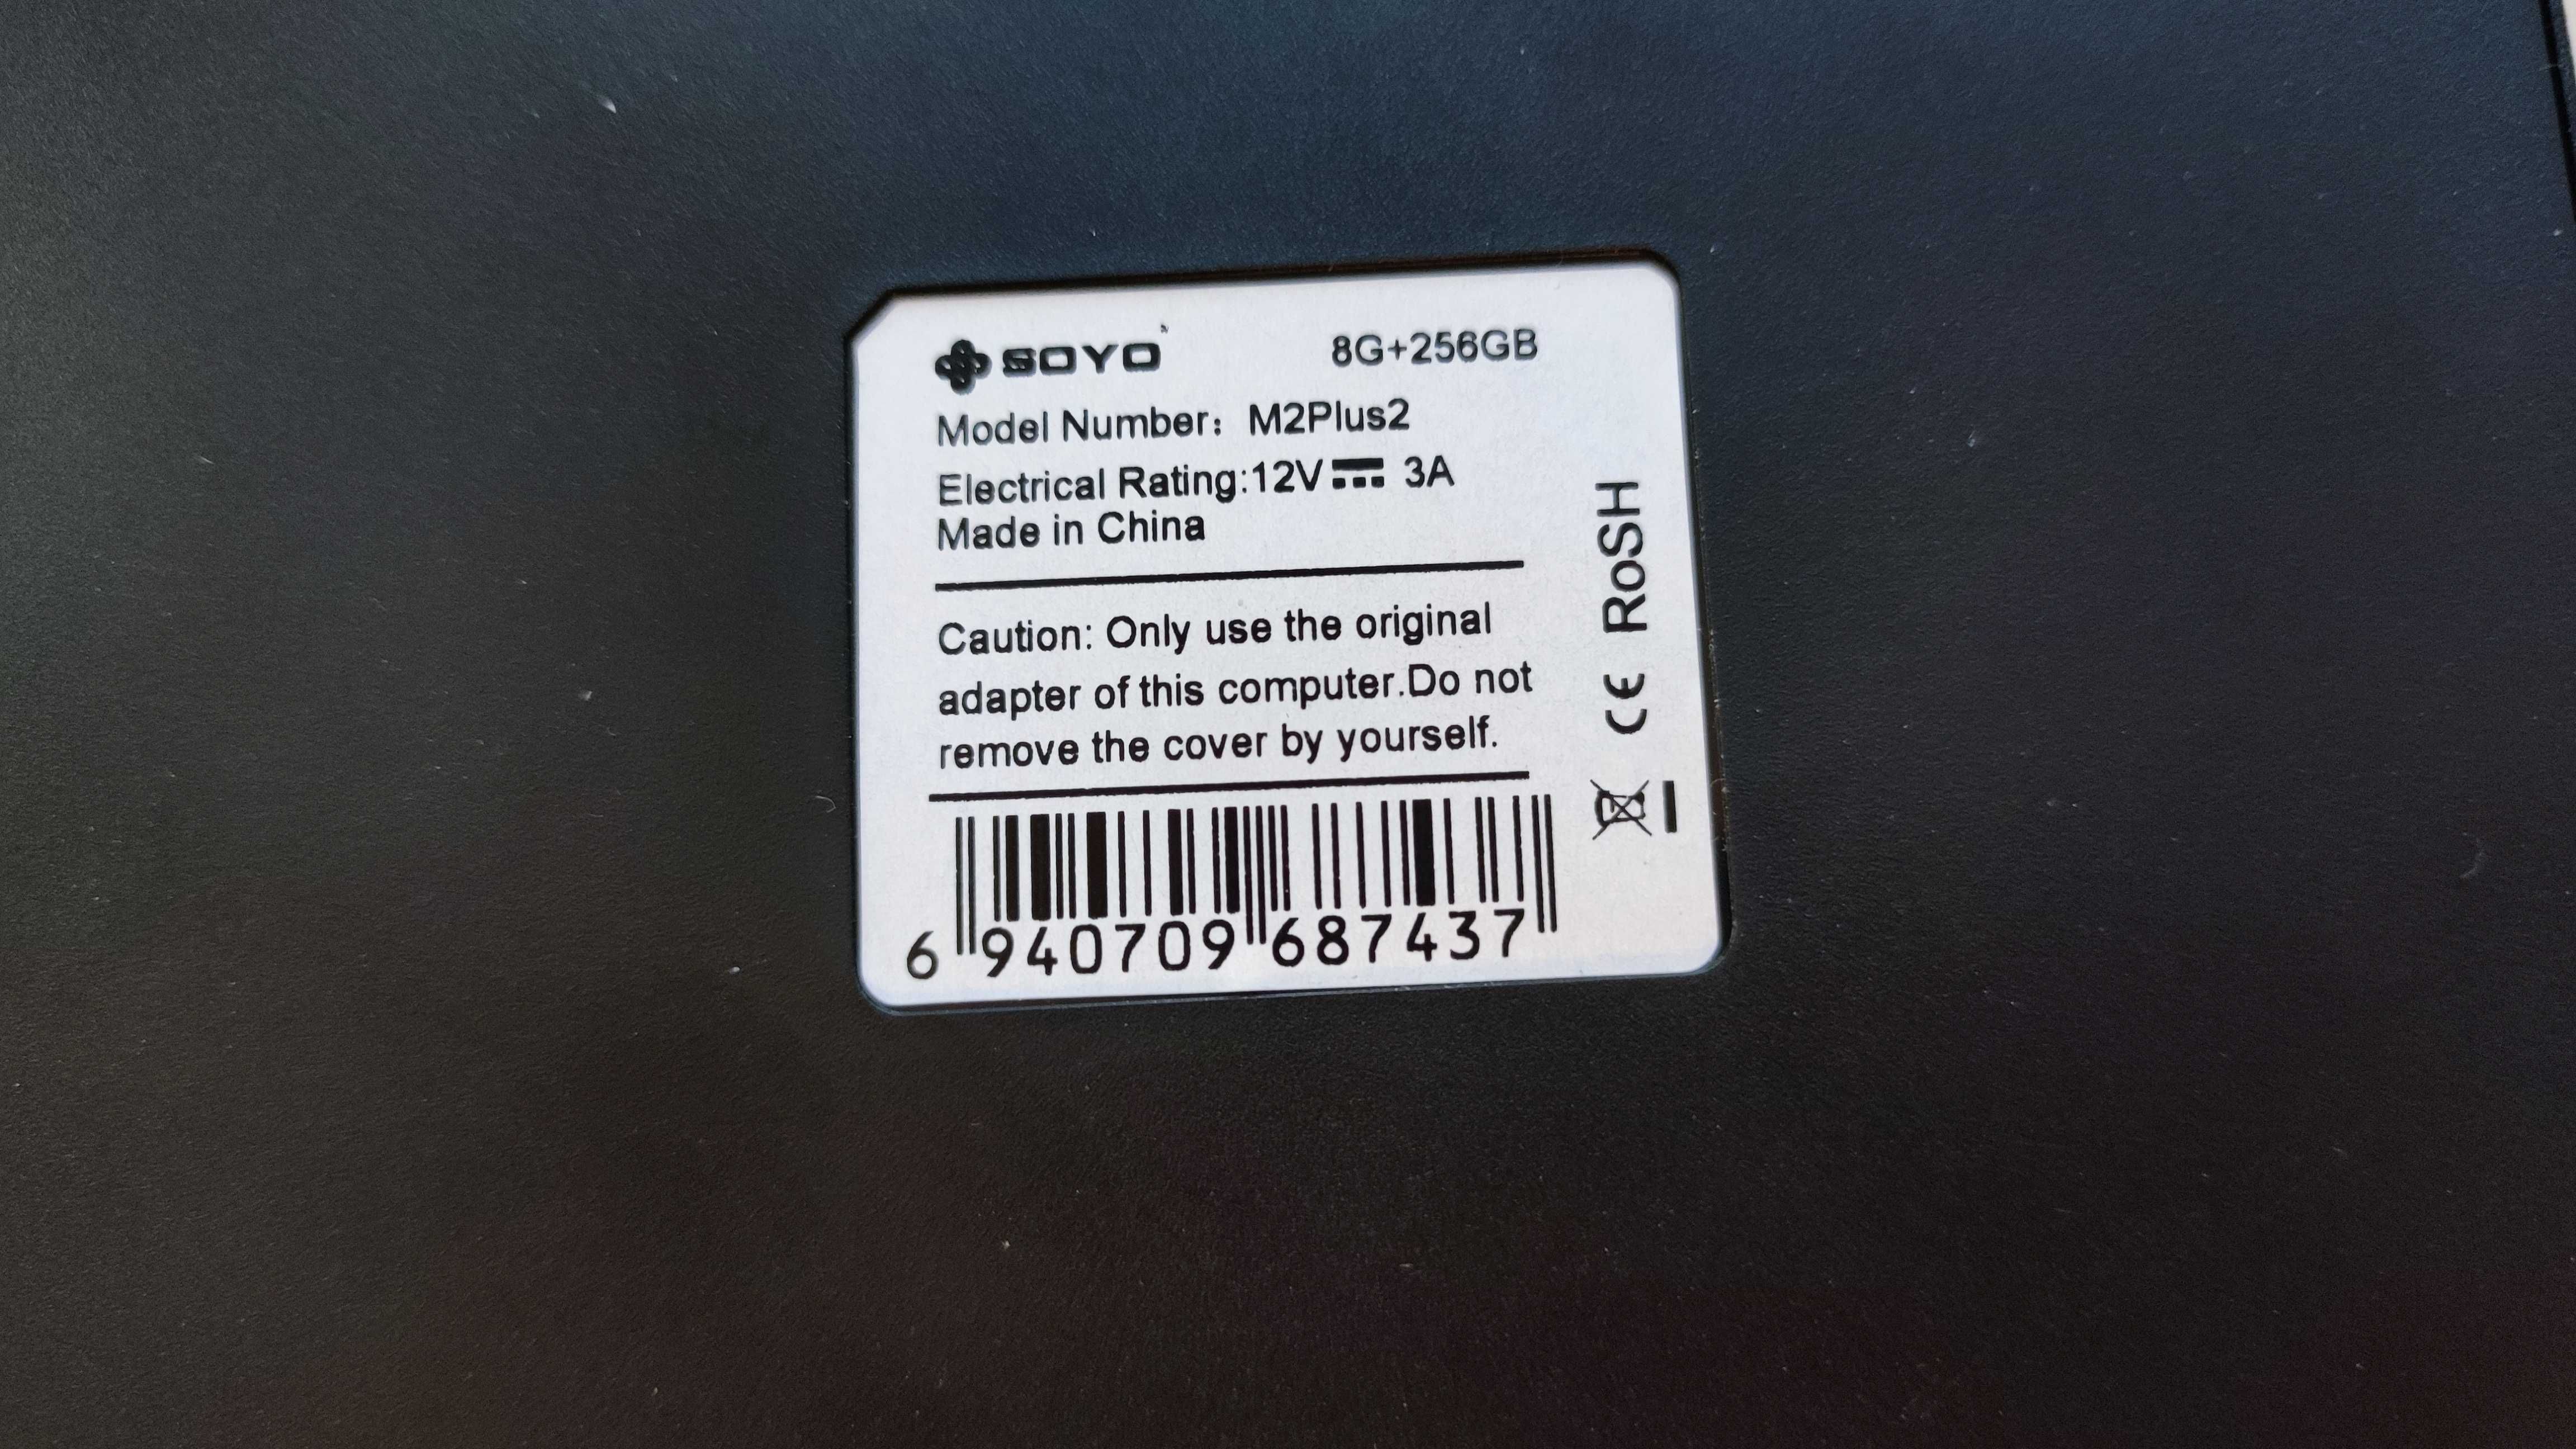 SOYO 8G+256GB
Model Number: M2Plus2
Electrical Rating:12V 3A
Made in China
Caution: Only use the original
adapter of this computer.Do not
remove the cover by yourself.
6 940709 687437
CE RoSH